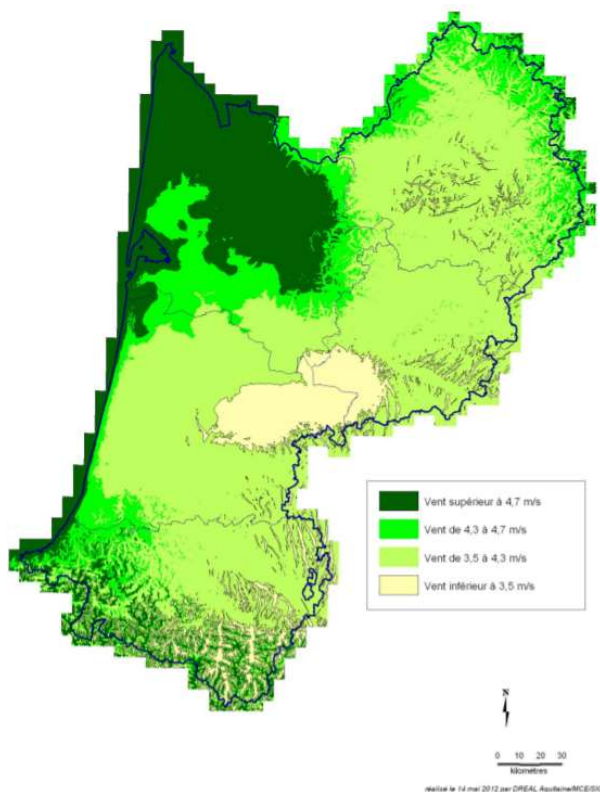 Vent supérieur à 4,7 m/s
Vent de 4,3 à 4,7 m/s
Vent de 3,5 à 4,3 m/s
Vent inférieur à 3,5 m/s
N
0 10 20 30
kilomètres
réalisé le 14 mai 2012 par DREAL Aquitaine/MCE/SIG